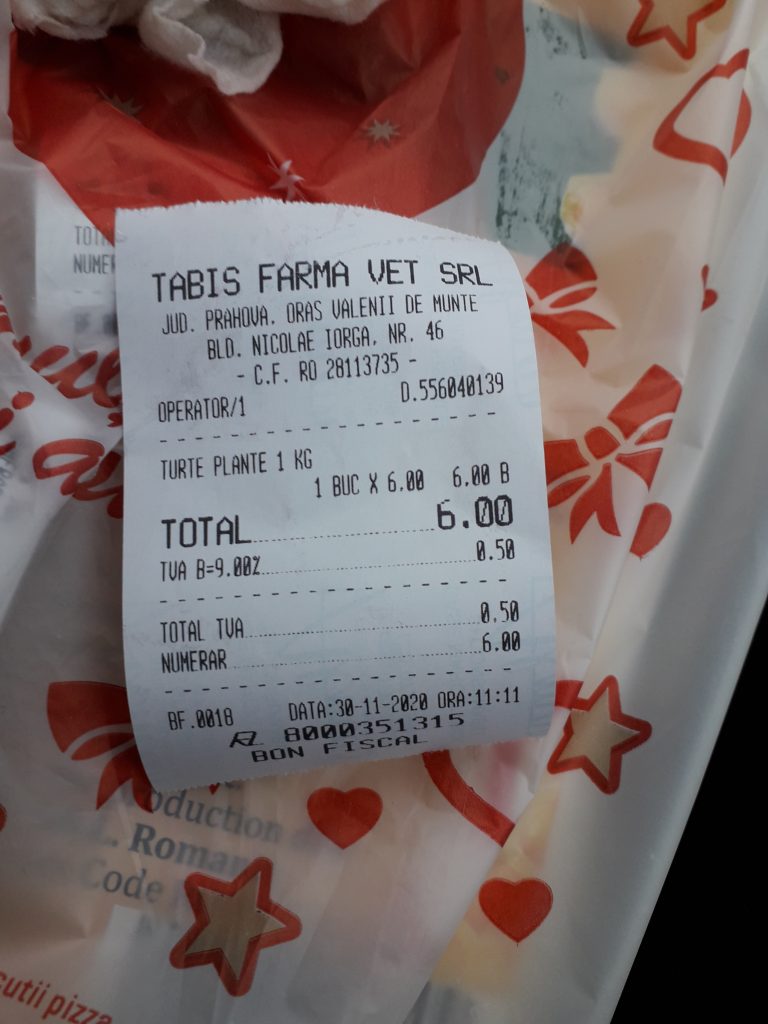 TABIS FARMA VET SRL
JUD. PRAHOVA, ORAS VALENII DE MUNTE
BLD. NICOLAE IORGA, NR. 46
- C.F. RO 28113735 -
OPERATOR/1 D.556040139
TURTE PLANTE 1 KG
1 BUC X 6.00 6.00 B
TOTAL 6.00
TVA B=9.00% 0.50
TOTAL TVA 0.50
NUMERAR 6.00
BF.0018 DATA:30-11-2020 ORA:11:11
8000351315
BON FISCAL
oduction
Roman
Code
cutii pizza